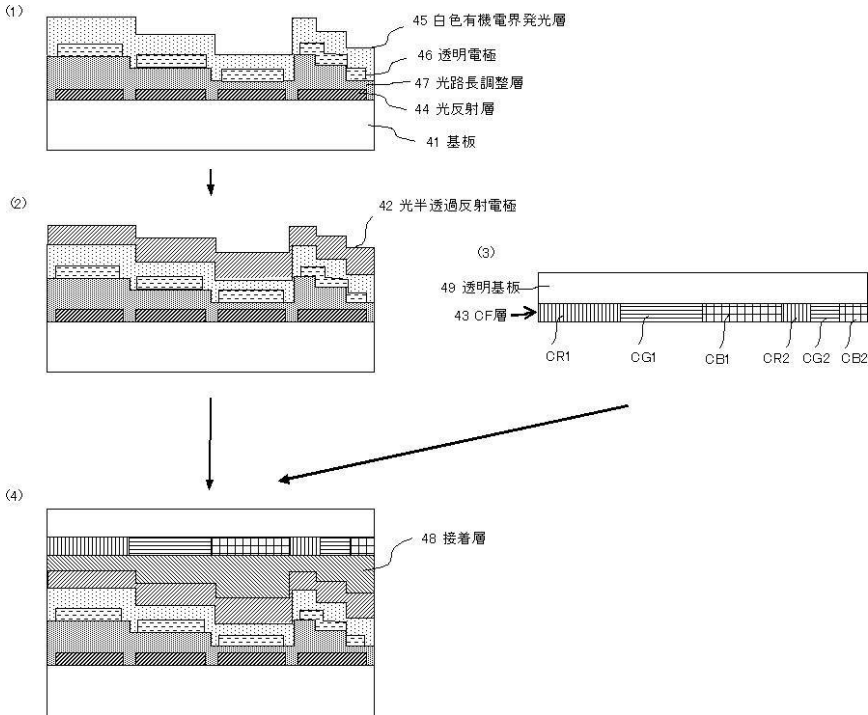 (1)
45 白色有機電界発光層
46 透明電極
47 光路長調整層
44 光反射層
41 基板
(2)
42 光半透過反射電極
(3)
49 透明基板
43 CF層
CR1 CG1 CB1 CR2 CG2 CB2
(4)
48 接着層